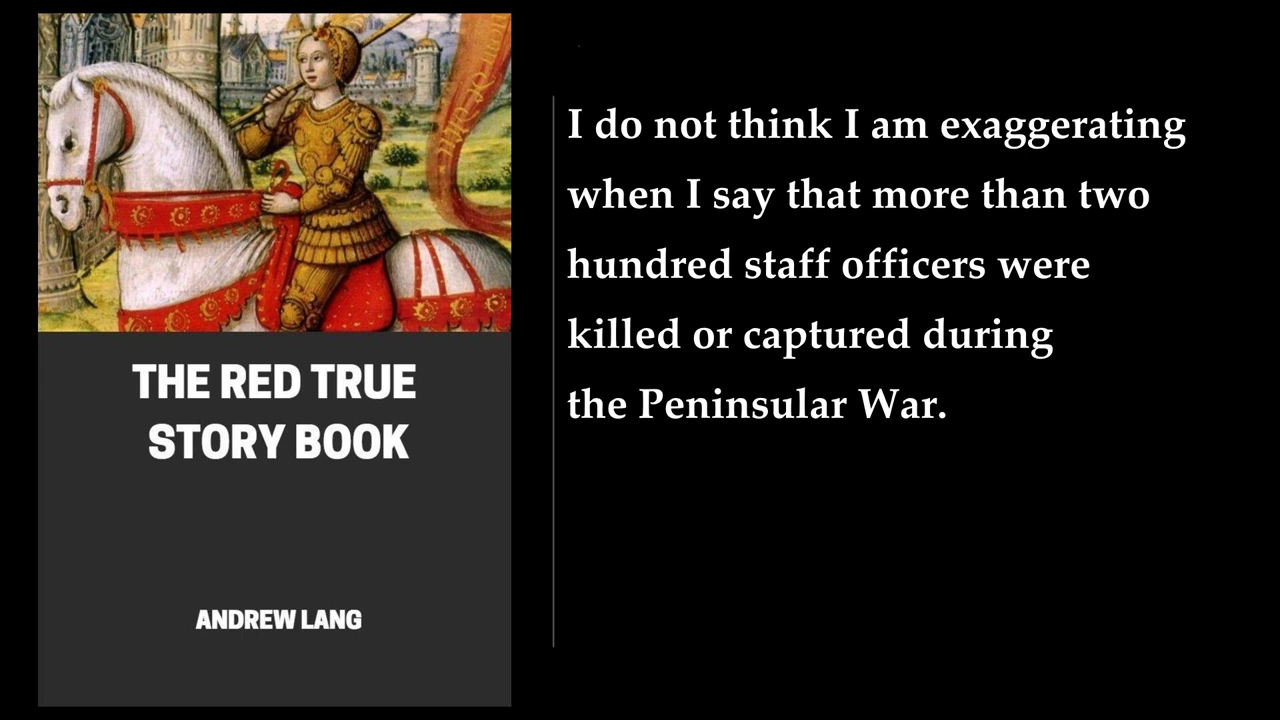 THE RED TRUE
STORY BOOK
ANDREW LANG
I do not think I am exaggerating
when I say that more than two
hundred staff officers were
killed or captured during
the Peninsular War.